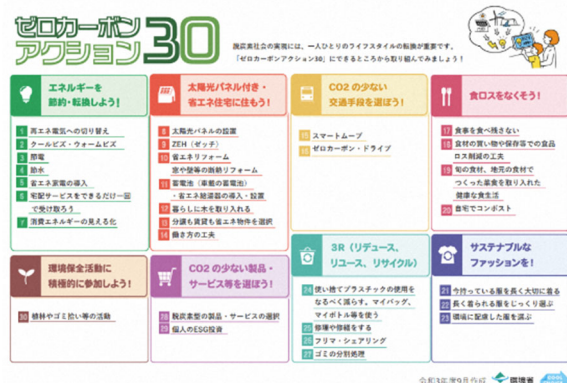 ゼロカーボン
アクション30
脱炭素社会の実現には、一人ひとりのライフスタイルの転換が重要です。
「ゼロカーボンアクション30」にできるところから取り組んでみましょう!
エネルギーを
節約・転換しよう!
1 再エネ電気への切り替え
2 クールビズ・ウォームビズ
3 節電
4 節水
5 省エネ家電の導入
6 宅配サービスをできるだけ一回
で受け取ろう
7 消費エネルギーの見える化
太陽光パネル付き・
省エネ住宅に住もう!
8 太陽光パネルの設置
9 ZEH(ゼッチ)
10 省エネリフォーム
窓や壁等の断熱リフォーム
11 蓄電池(車載の蓄電池)
・省エネ給湯器の導入・設置
12 暮らしに木を取り入れる
13 分譲も賃貸も省エネ物件を選択
14 働き方の工夫
CO2の少ない
交通手段を選ぼう!
15 スマートムーブ
16 ゼロカーボン・ドライブ
食ロスをなくそう!
17 食事を食べ残さない
18 食材の買い物や保存等での食品
ロス削減の工夫
19 旬の食材、地元の食材で
つくった菜食を取り入れた
健康な食生活
20 自宅でコンポスト
環境保全活動に
積極的に参加しよう!
30 植林やゴミ拾い等の活動
CO2の少ない製品・
サービス等を選ぼう!
28 脱炭素型の製品・サービスの選択
29 個人のESG投資
3R(リデュース、
リユース、リサイクル)
24 使い捨てプラスチックの使用を
なるべく減らす。マイバッグ、
マイボトル等を使う
25 修理や修繕をする
26 フリマ・シェアリング
27 ゴミの分別処理
サステナブルな
ファッションを!
21 今持っている服を長く大切に着る
22 長く着られる服をじっくり選ぶ
23 環境に配慮した服を選ぶ
令和3年度9月作成
環境省